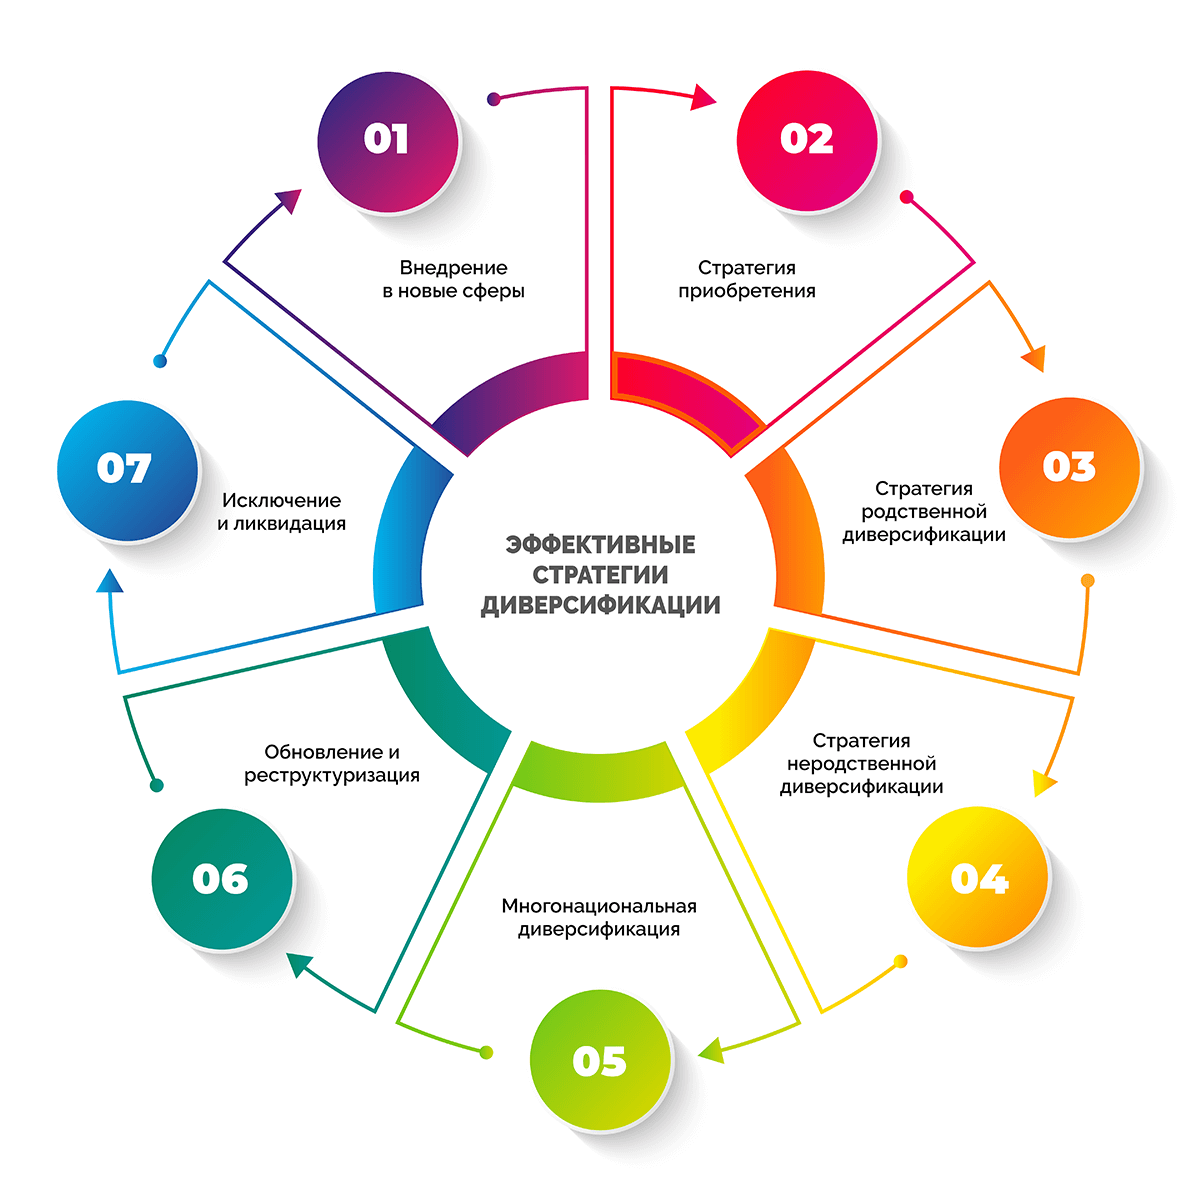 ЭФФЕКТИВНЫЕ
СТРАТЕГИИ
ДИВЕРСИФИКАЦИИ
01
Внедрение
в новые сферы
02
Стратегия
приобретения
03
Стратегия
родственной
диверсификации
04
Стратегия
неродственной
диверсификации
05
Многонациональная
диверсификация
06
Обновление и
реструктуризация
07
Исключение
и ликвидация